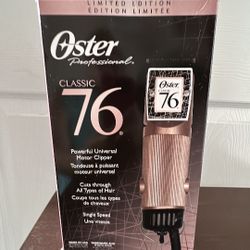 LIMITED EDITION
EDITION LIMITÉE
Oster
Professional
CLASSIC
76
Powerful Universal
Motor Clipper
Tondeuse à puissant
moteur universel
Cuts through
All Types of Hair
Coupe tous les types
de cheveux
Single Speed
Une vitesse
Oster
76